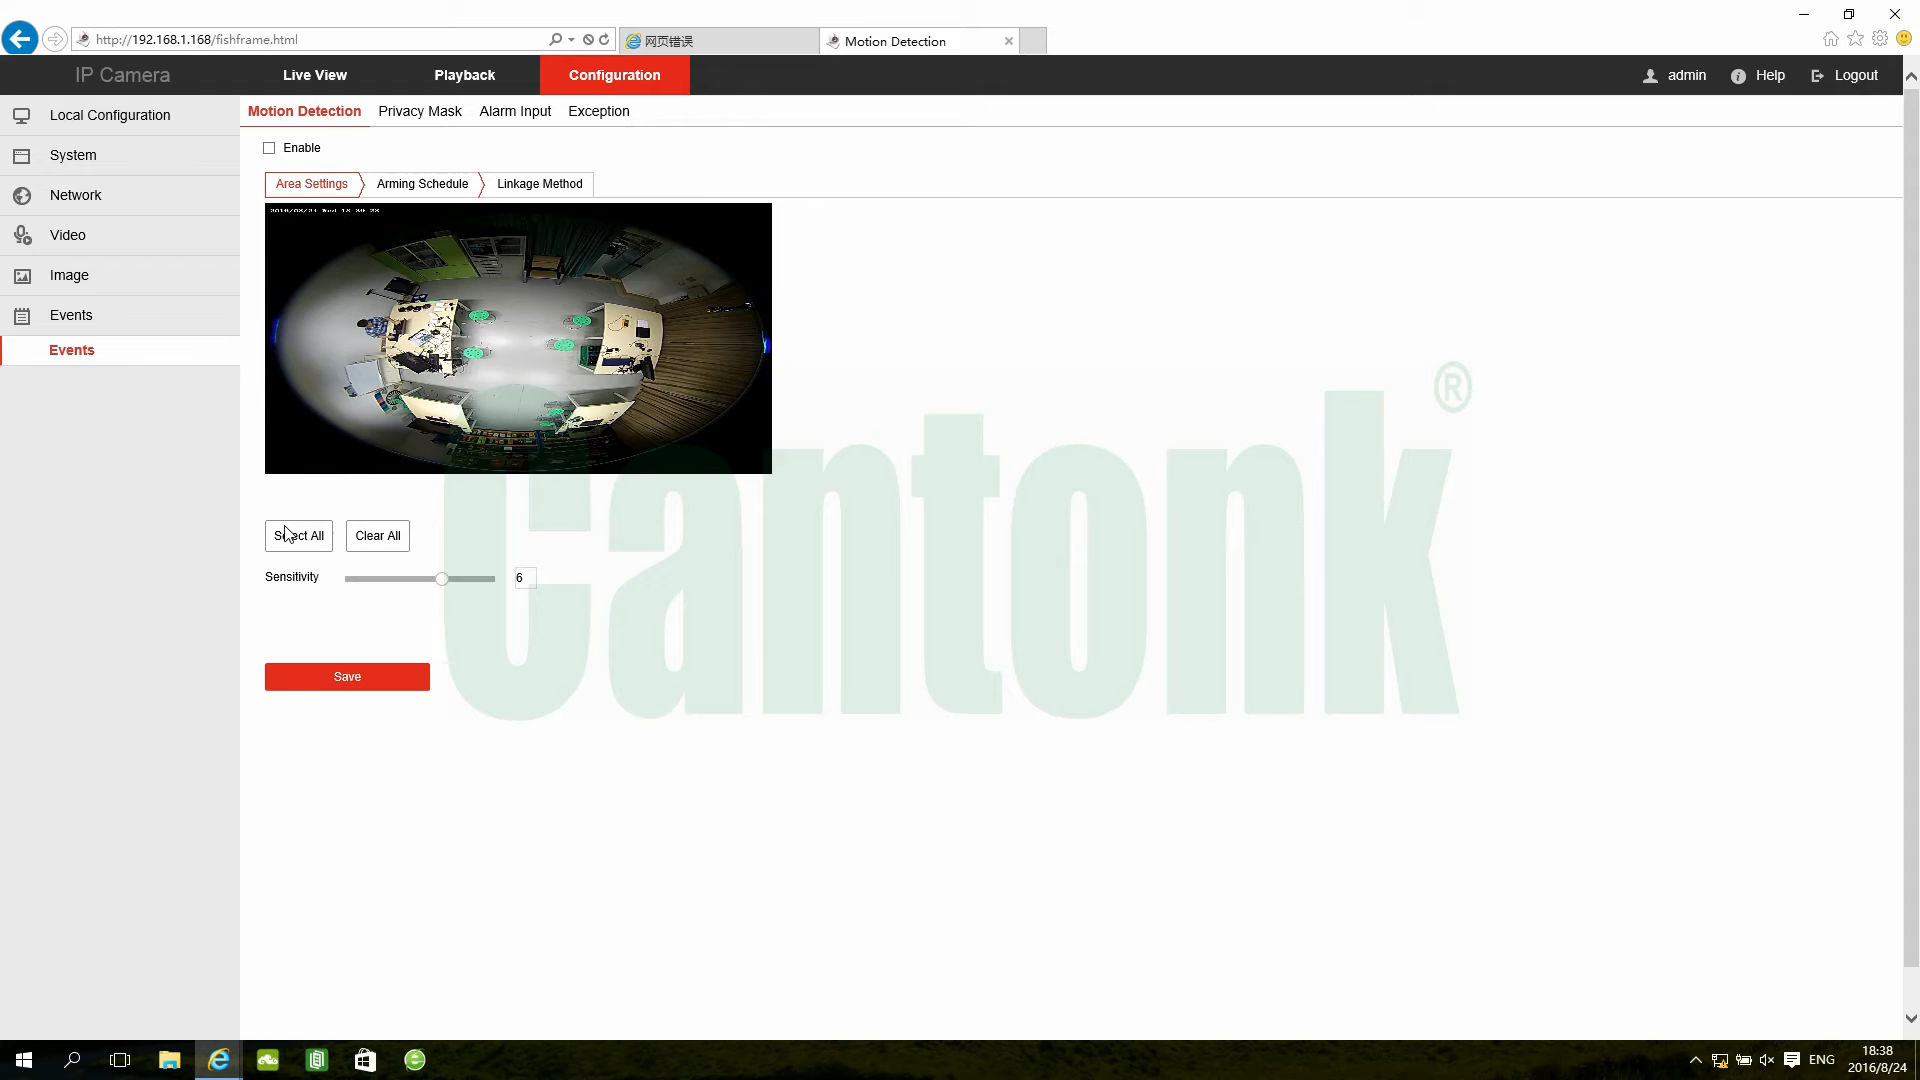 http://192.168.1.168/fishframe.html
网页错误
Motion Detection
IP Camera
Live View
Playback
Configuration
admin
Help
Logout
Local Configuration
System
Network
Video
Image
Events
Events
Motion Detection
Privacy Mask
Alarm Input
Exception
Enable
Area Settings
Arming Schedule
Linkage Method
Select All
Clear All
Sensitivity
6
Save
Cantonk®
ENG
18:38
2016/8/24